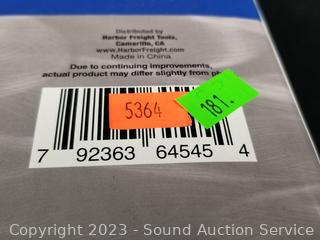 Distributed by
Harbor Freight Tools,
Camarillo, CA
www.HarborFreight.com
Made in China
Due to continuing improvements,
actual product may differ slightly from
5364
181.
7 92363 64545 4
Copyright 2023 - Sound Auction Service